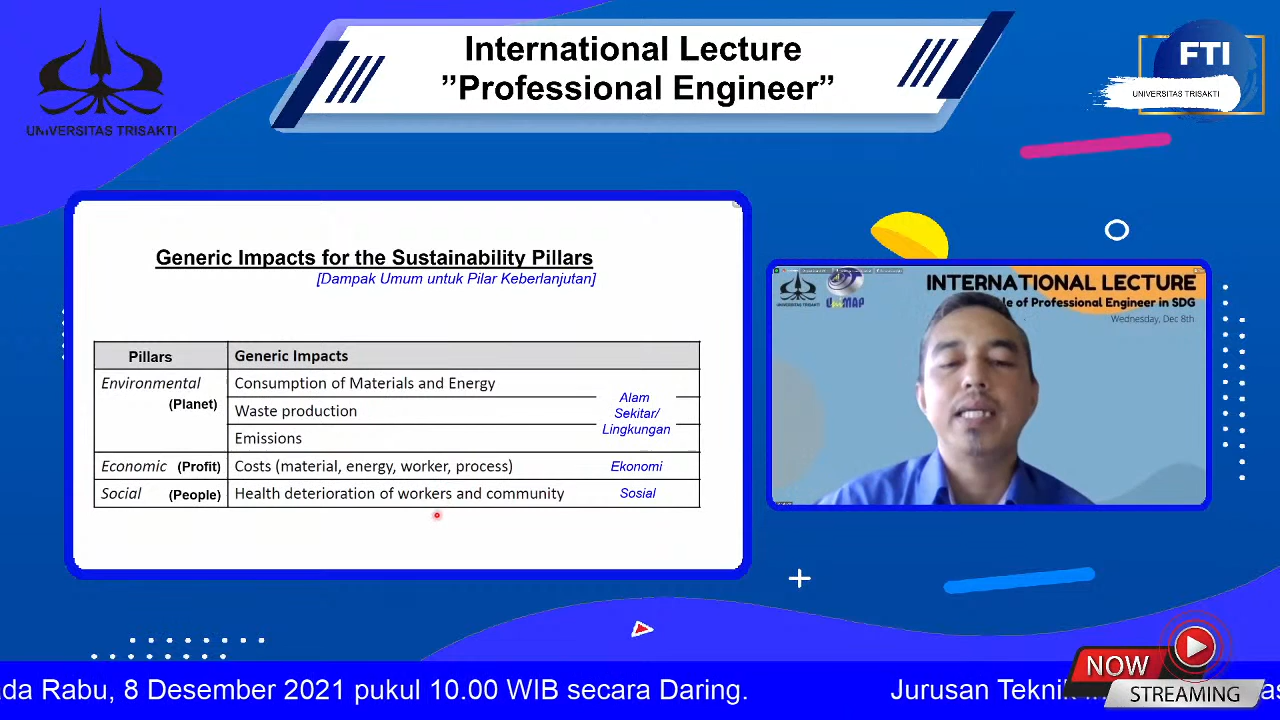 International Lecture
”Professional Engineer”
UNIVERSITAS TRISAKTI
FTI
UNIVERSITAS TRISAKTI
Generic Impacts for the Sustainability Pillars
[Dampak Umum untuk Pilar Keberlanjutan]
Pillars Generic Impacts
Environmental (Planet) Consumption of Materials and Energy
Waste production
Emissions
Alam
Sekitar/
Lingkungan
Economic (Profit) Costs (material, energy, worker, process) Ekonomi
Social (People) Health deterioration of workers and community Sosial
UNIVERSITAS TRISAKTI
UniMAP
INTERNATIONAL LECTURE
le of Professional Engineer in SDG
Wednesday, Dec 8th
da Rabu, 8 Desember 2021 pukul 10.00 WIB secara Daring.
Jurusan Teknik
NOW
STREAMING